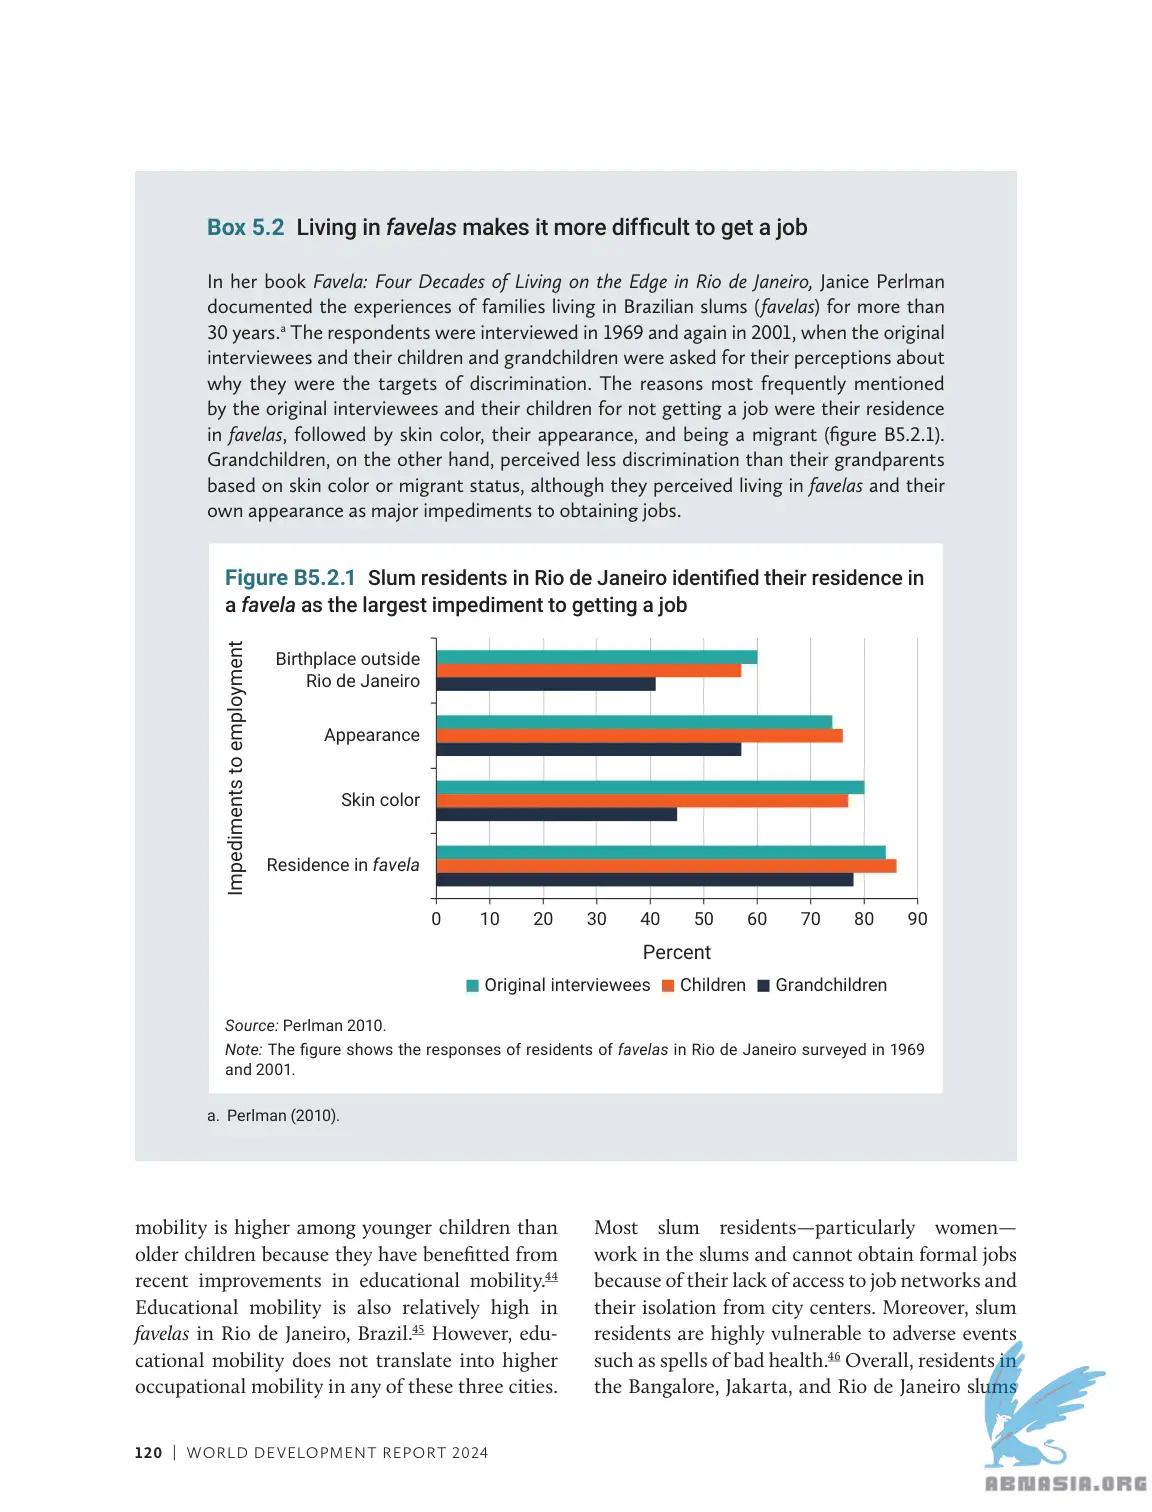 Box 5.2 Living in favelas makes it more difficult to get a job
In her book Favela: Four Decades of Living on the Edge in Rio de Janeiro, Janice Perlman
documented the experiences of families living in Brazilian slums (favelas) for more than
30 years.a The respondents were interviewed in 1969 and again in 2001, when the original
interviewees and their children and grandchildren were asked for their perceptions about
why they were the targets of discrimination. The reasons most frequently mentioned
by the original interviewees and their children for not getting a job were their residence
in favelas, followed by skin color, their appearance, and being a migrant (figure B5.2.1).
Grandchildren, on the other hand, perceived less discrimination than their grandparents
based on skin color or migrant status, although they perceived living in favelas and their
own appearance as major impediments to obtaining jobs.
Figure B5.2.1 Slum residents in Rio de Janeiro identified their residence in
a favela as the largest impediment to getting a job
Impediments to employment
Birthplace outside
Rio de Janeiro
Appearance
Skin color
Residence in favela
0 10 20 30 40 50 60 70 80 90
Percent
Original interviewees Children Grandchildren
Source: Perlman 2010.
Note: The figure shows the responses of residents of favelas in Rio de Janeiro surveyed in 1969
and 2001.
a. Perlman (2010).
mobility is higher among younger children than
older children because they have benefitted from
recent improvements in educational mobility.44
Educational mobility is also relatively high in
favelas in Rio de Janeiro, Brazil.45 However, edu-
cational mobility does not translate into higher
occupational mobility in any of these three cities.
Most slum residents—particularly women—
work in the slums and cannot obtain formal jobs
because of their lack of access to job networks and
their isolation from city centers. Moreover, slum
residents are highly vulnerable to adverse events
such as spells of bad health.46 Overall, residents in
the Bangalore, Jakarta, and Rio de Janeiro slums
120 | WORLD DEVELOPMENT REPORT 2024
ABNASIA.ORG